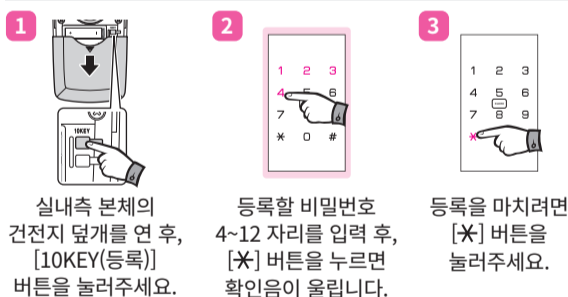 1
2
3
10KEY
1 2 3
4 5 6
7
* 0 #
1 2 3
4 5 6
7 8 9
*
실내측 본체의
건전지 덮개를 연 후,
[10KEY(등록)]
버튼을 눌러주세요.
등록할 비밀번호
4~12 자리를 입력 후,
[*] 버튼을 누르면
확인음이 울립니다.
등록을 마치려면
[*] 버튼을
눌러주세요.